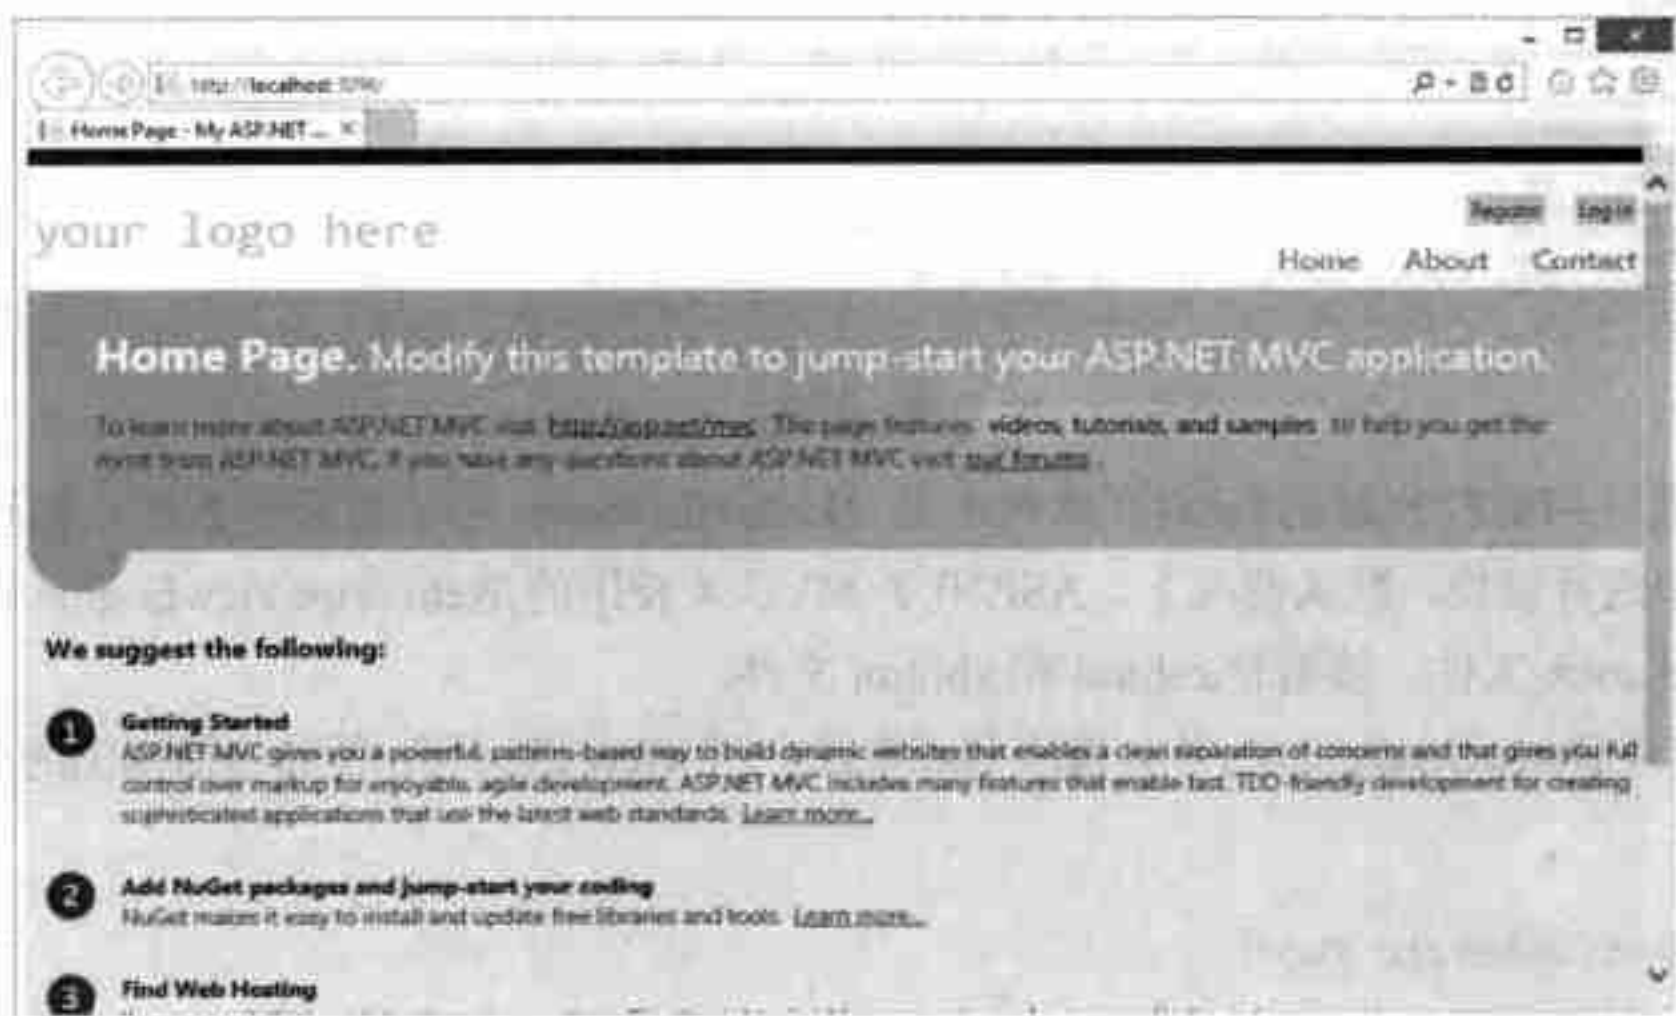 http://localhost
Home Page - My ASP.NET ...
your logo here
Register Log in
Home About Contact
Home Page. Modify this template to jump-start your ASP.NET MVC application.
To learn more about ASP.NET MVC visit http://asp.net/mvc. The page features videos, tutorials, and samples to help you get the
most from ASP.NET MVC. If you have any questions about ASP.NET MVC visit our forums.
We suggest the following:
1 Getting Started
ASP.NET MVC gives you a powerful, patterns-based way to build dynamic websites that enables a clean separation of concerns and that gives you full
control over markup for enjoyable, agile development. ASP.NET MVC includes many features that enable fast, TDD-friendly development for creating
sophisticated applications that use the latest web standards. Learn more...
2 Add NuGet packages and jump-start your coding
NuGet makes it easy to install and update free libraries and tools. Learn more...
3 Find Web Hosting